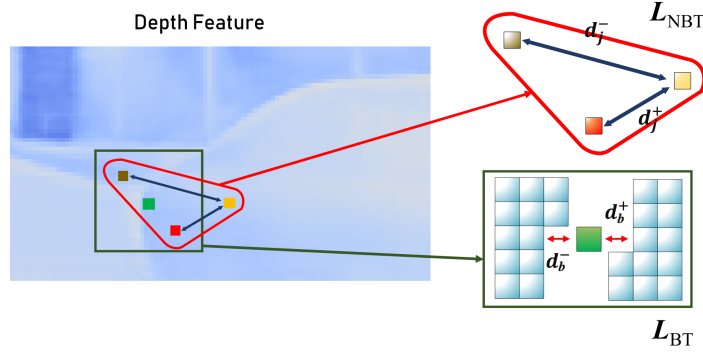 Depth Feature
L_NBT
d_j^-
d_j^+
d_b^+
d_b^-
L_BT